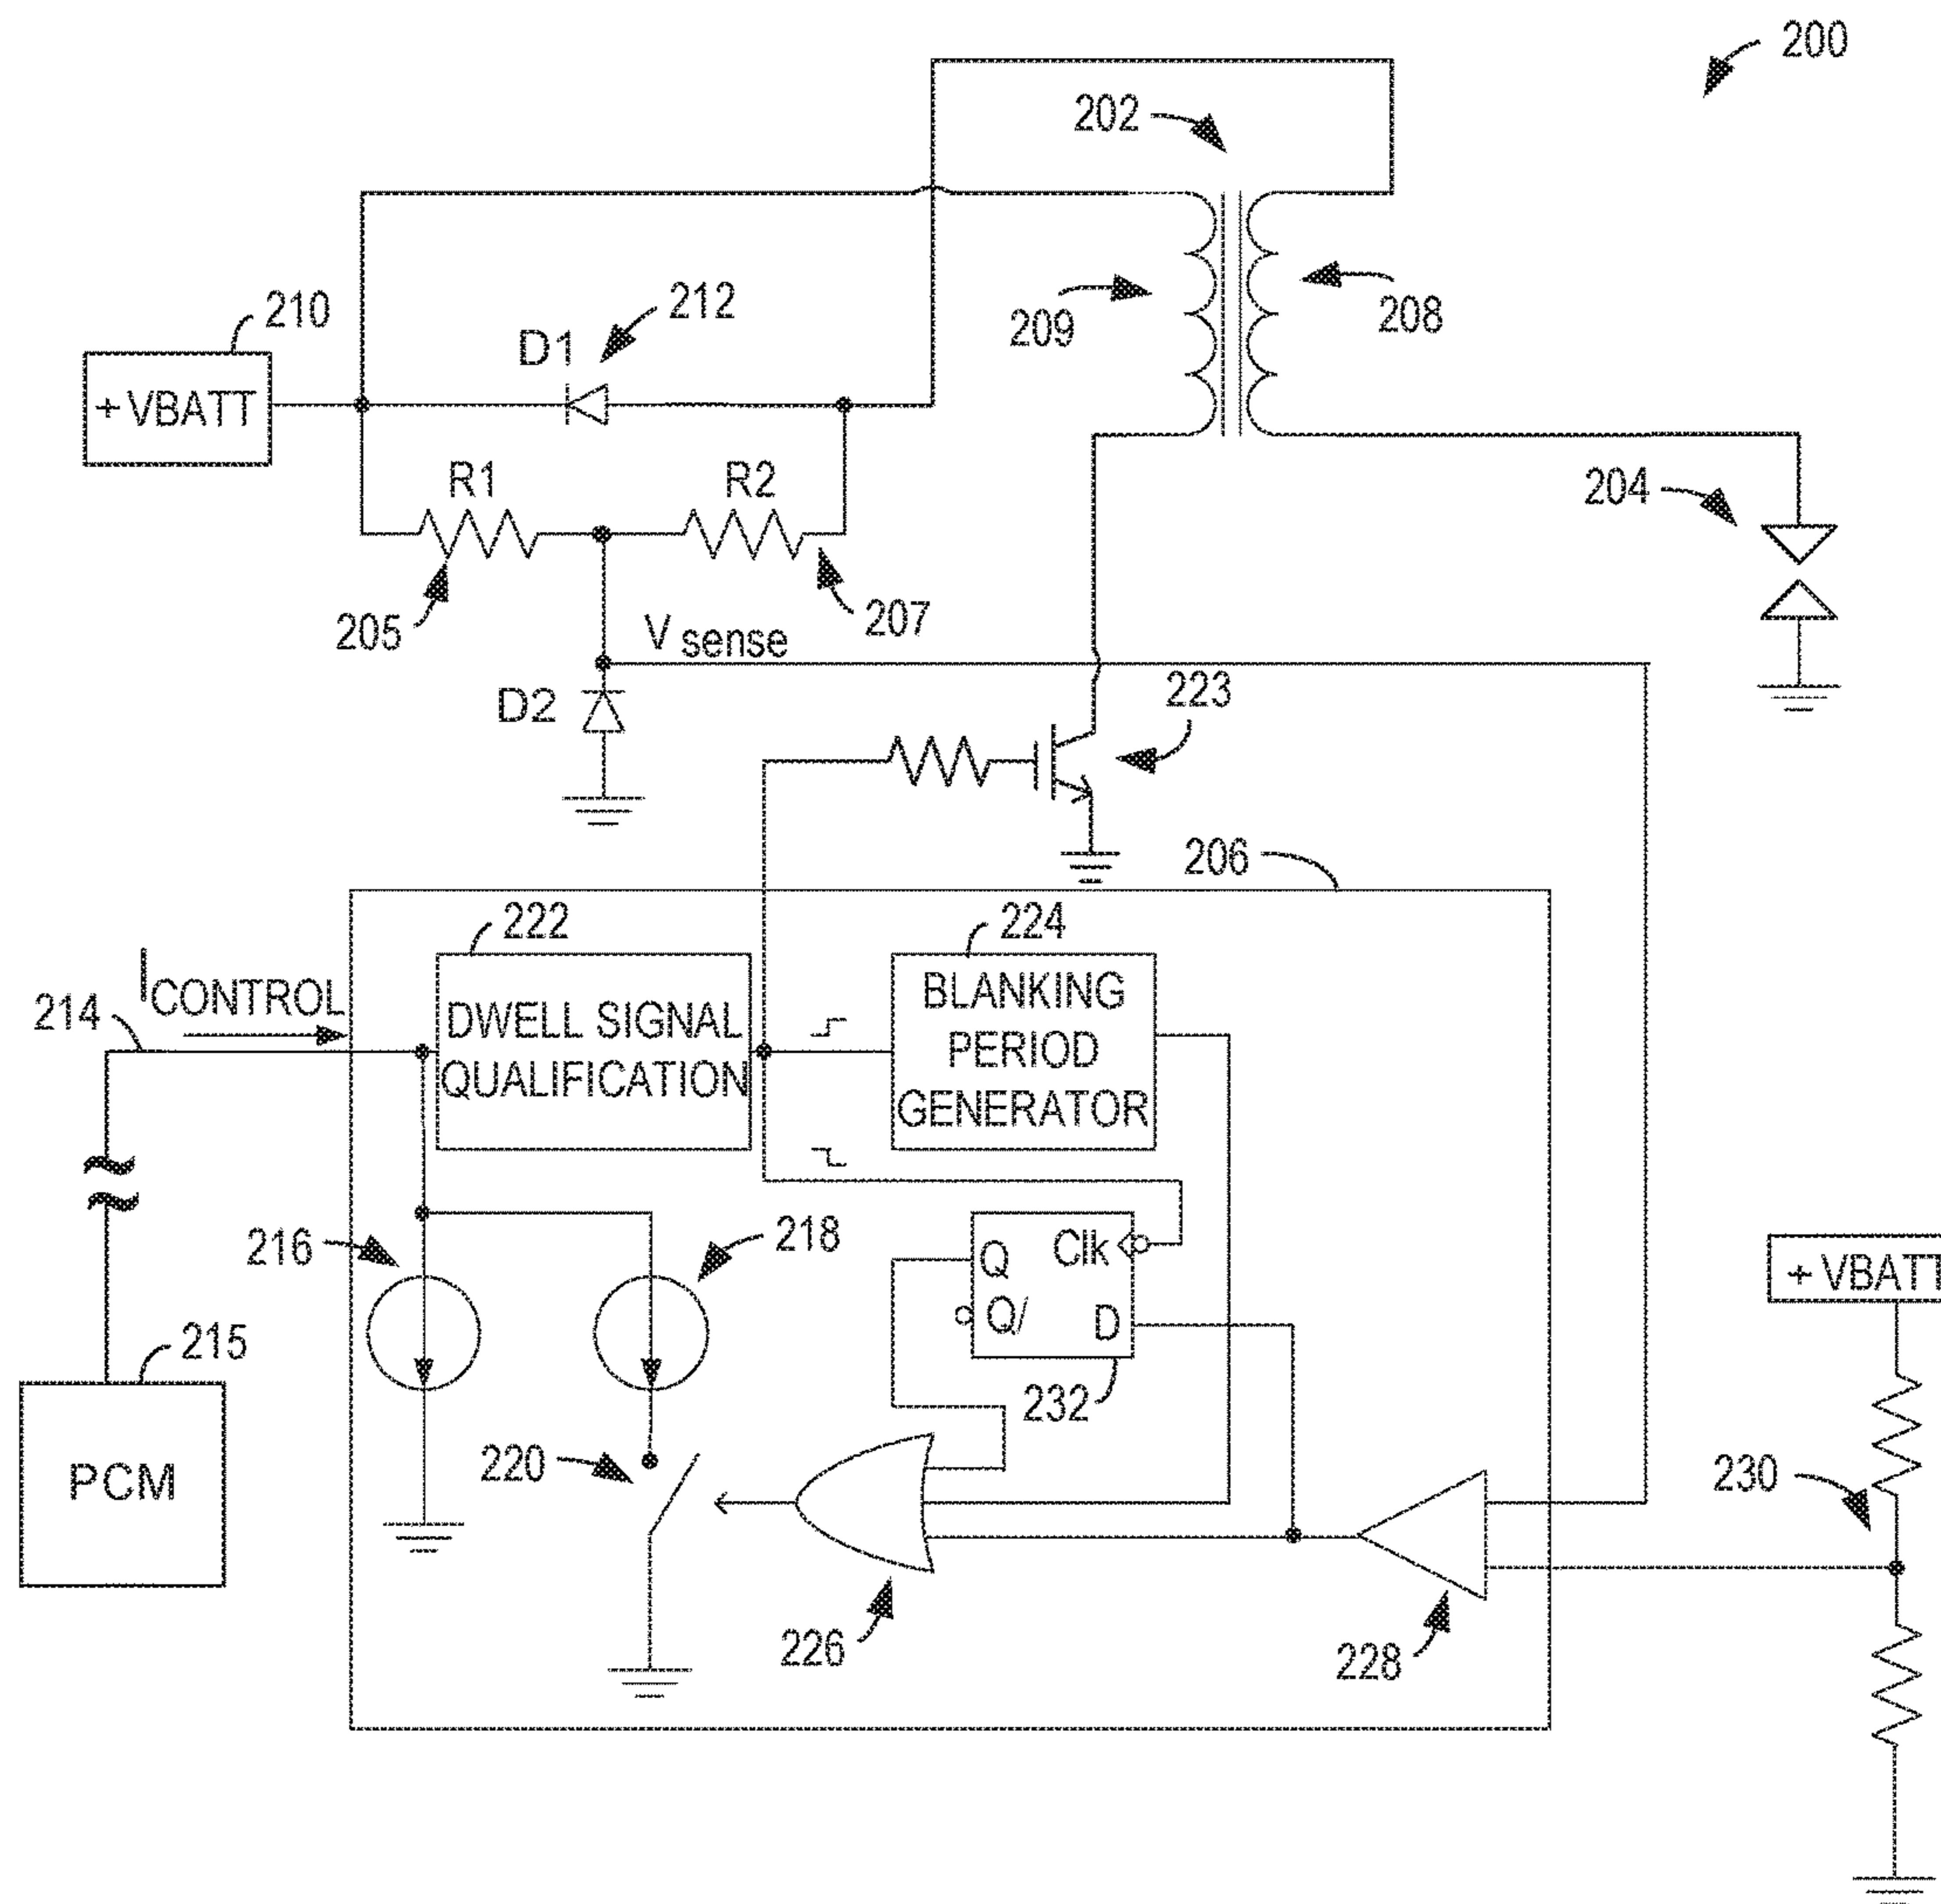 200
202
210
D1
212
209
208
+ VBATT
R1
R2
204
205
V sense
207
D2
223
206
222
224
ICONTROL
214
DWELL SIGNAL
QUALIFICATION
BLANKING
PERIOD
GENERATOR
216
218
Q
Clk
Q/
D
+ VBATT
215
232
PCM
220
230
226
228